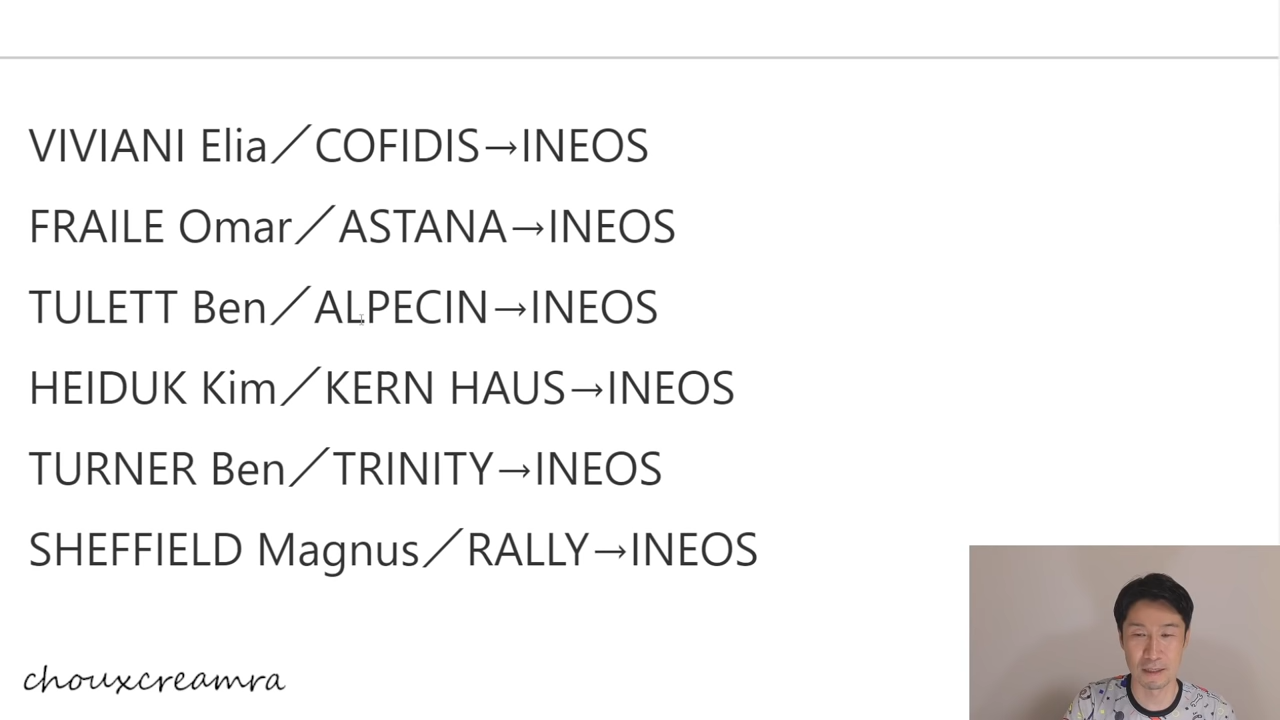 VIVIANI Elia／COFIDIS→INEOS
FRAILE Omar／ASTANA→INEOS
TULETT Ben／ALPECIN→INEOS
HEIDUK Kim／KERN HAUS→INEOS
TURNER Ben／TRINITY→INEOS
SHEFFIELD Magnus／RALLY→INEOS
chouxcreamra